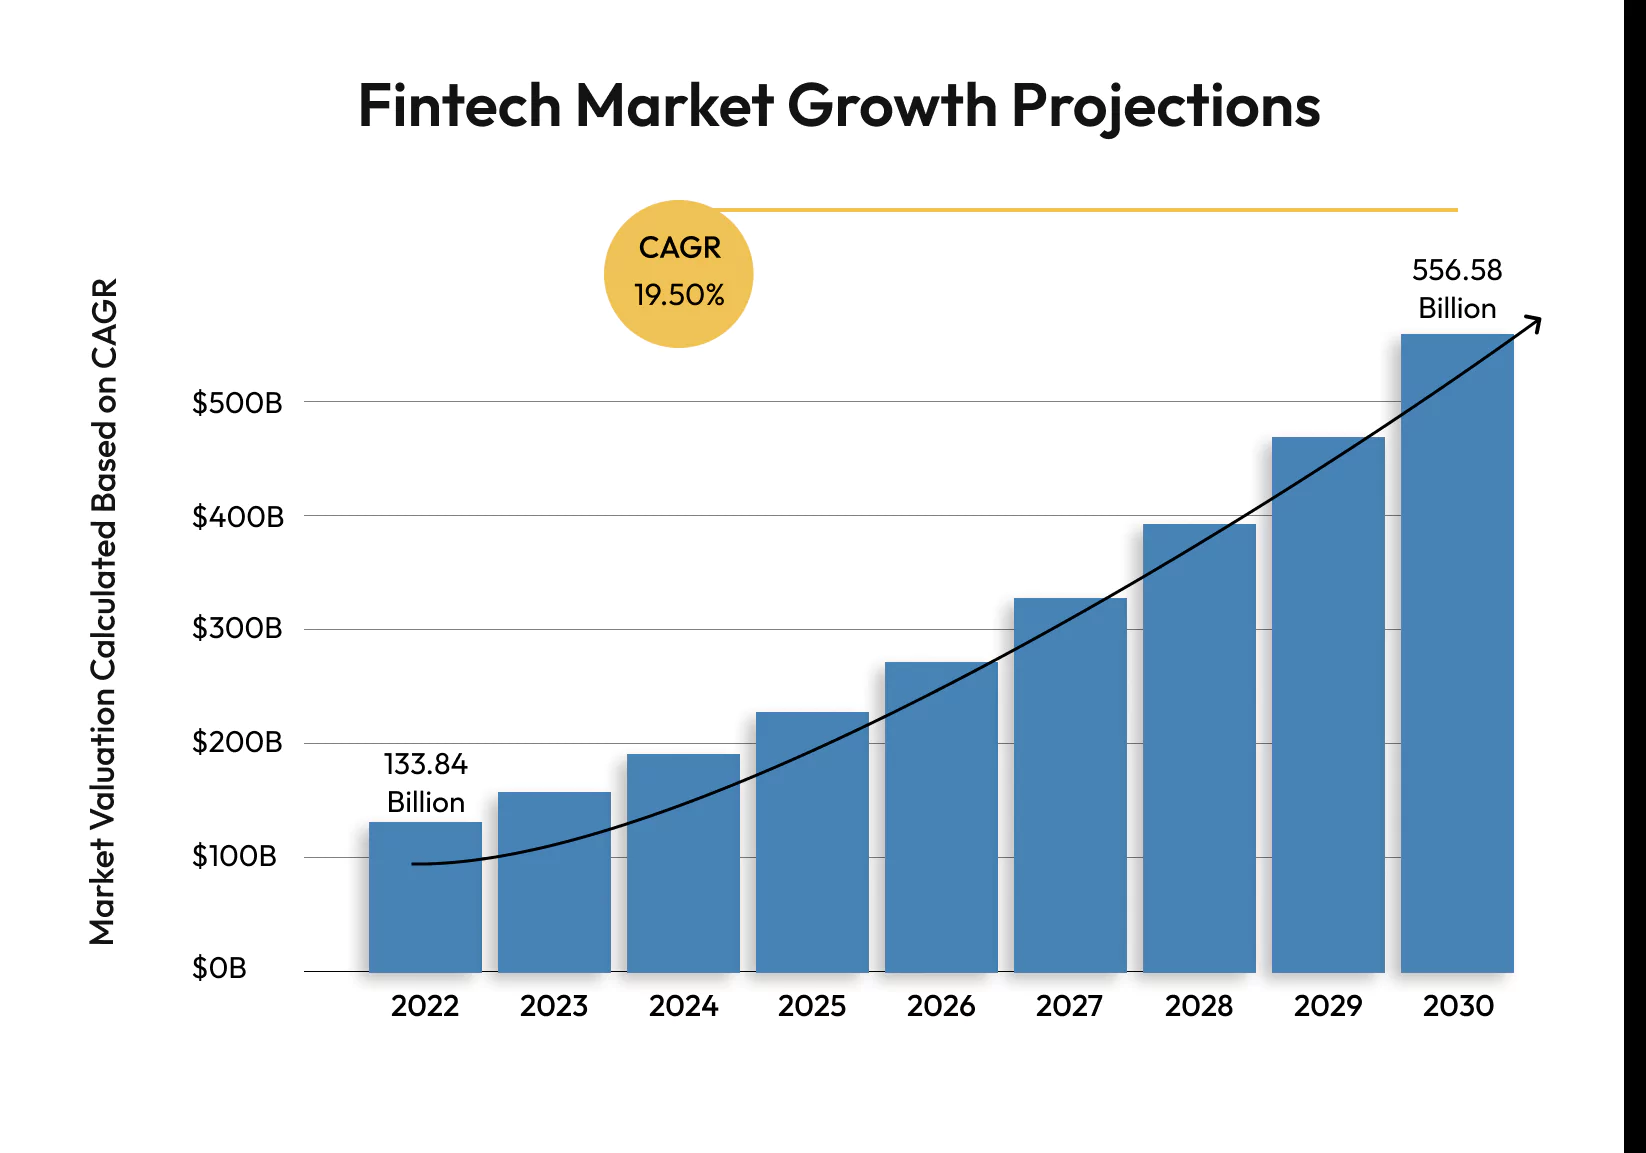 Fintech Market Growth Projections
CAGR
19.50%
556.58
Billion
Market Valuation Calculated Based on CAGR
$500B
$400B
$300B
$200B
133.84
Billion
$100B
$0B
2022 2023 2024 2025 2026 2027 2028 2029 2030